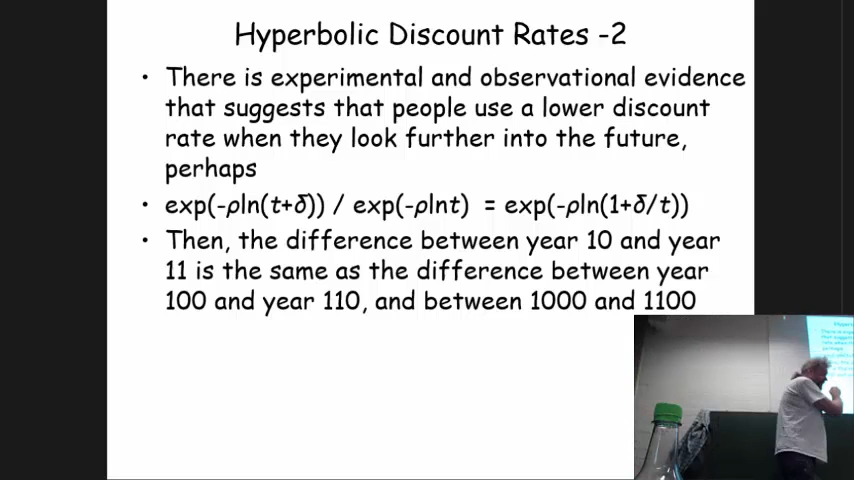 Hyperbolic Discount Rates -2
• There is experimental and observational evidence
that suggests that people use a lower discount
rate when they look further into the future,
perhaps
• exp(-ρln(t+δ)) / exp(-ρlnt) = exp(-ρln(1+δ/t))
• Then, the difference between year 10 and year
11 is the same as the difference between year
100 and year 110, and between 1000 and 1100